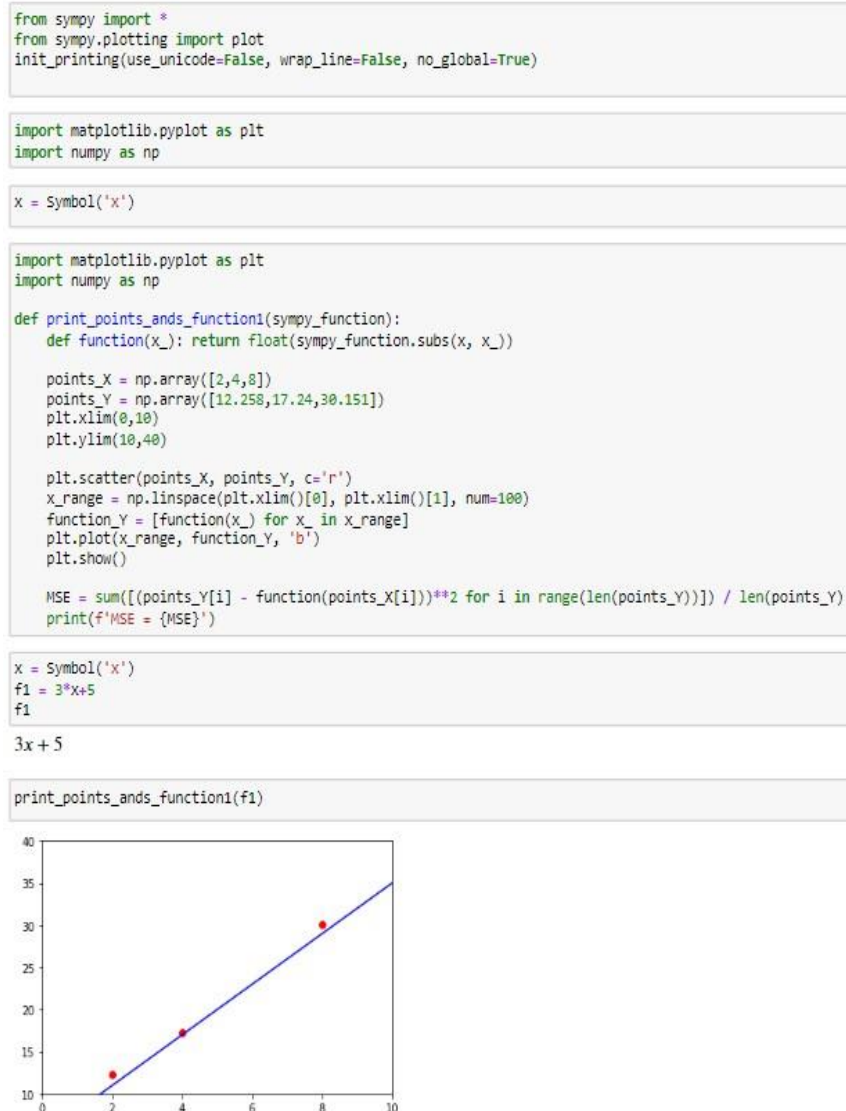 from sympy import *
from sympy.plotting import plot
init_printing(use_unicode=False, wrap_line=False, no_global=True)
import matplotlib.pyplot as plt
import numpy as np
x = Symbol('x')
import matplotlib.pyplot as plt
import numpy as np
def print_points_ands_function1(sympy_function):
    def function(x_): return float(sympy_function.subs(x, x_))
    points_X = np.array([2,4,8])
    points_Y = np.array([12.258,17.24,30.151])
    plt.xlim(0,10)
    plt.ylim(10,40)
    plt.scatter(points_X, points_Y, c='r')
    x_range = np.linspace(plt.xlim()[0], plt.xlim()[1], num=100)
    function_Y = [function(x_) for x_ in x_range]
    plt.plot(x_range, function_Y, 'b')
    plt.show()
    MSE = sum([(points_Y[i] - function(points_X[i]))**2 for i in range(len(points_Y))]) / len(points_Y)
    print(f'MSE = {MSE}')
x = Symbol('x')
f1 = 3*x+5
f1
3x + 5
print_points_ands_function1(f1)
40
35
30
25
20
15
10
0 2 4 6 8 10